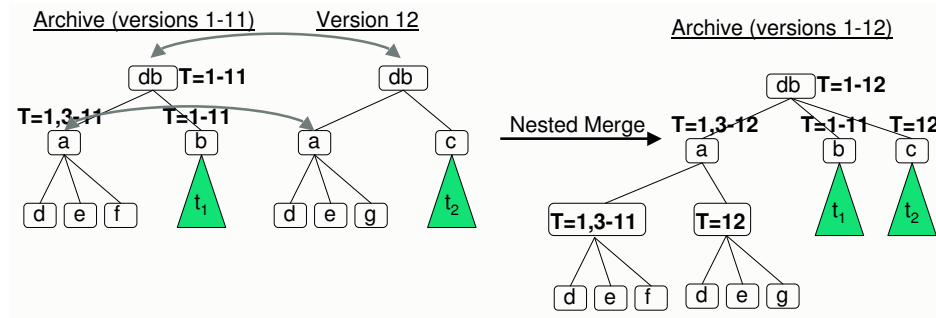 Archive (versions 1-11)
Version 12
db T=1-11
T=1,3-11
T=1-11
a
b
d e f
t1
db
a
c
d e g
t2
Nested Merge
Archive (versions 1-12)
db T=1-12
T=1,3-12
T=1-11
T=12
a
b
c
T=1,3-11
T=12
t1
t2
d e f
d e g